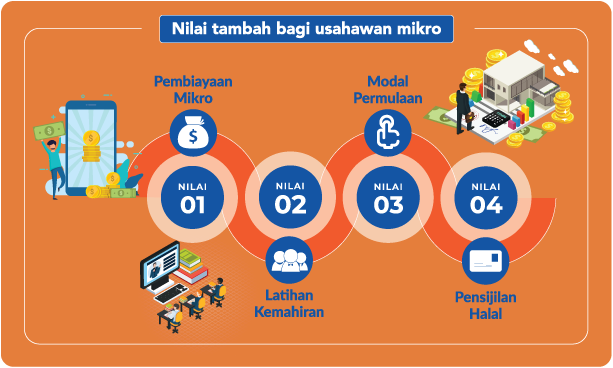 Nilai tambah bagi usahawan mikro
Pembiayaan
Mikro
NILAI
01
NILAI
02
Latihan
Kemahiran
Modal
Permulaan
NILAI
03
NILAI
04
Pensijilan
Halal